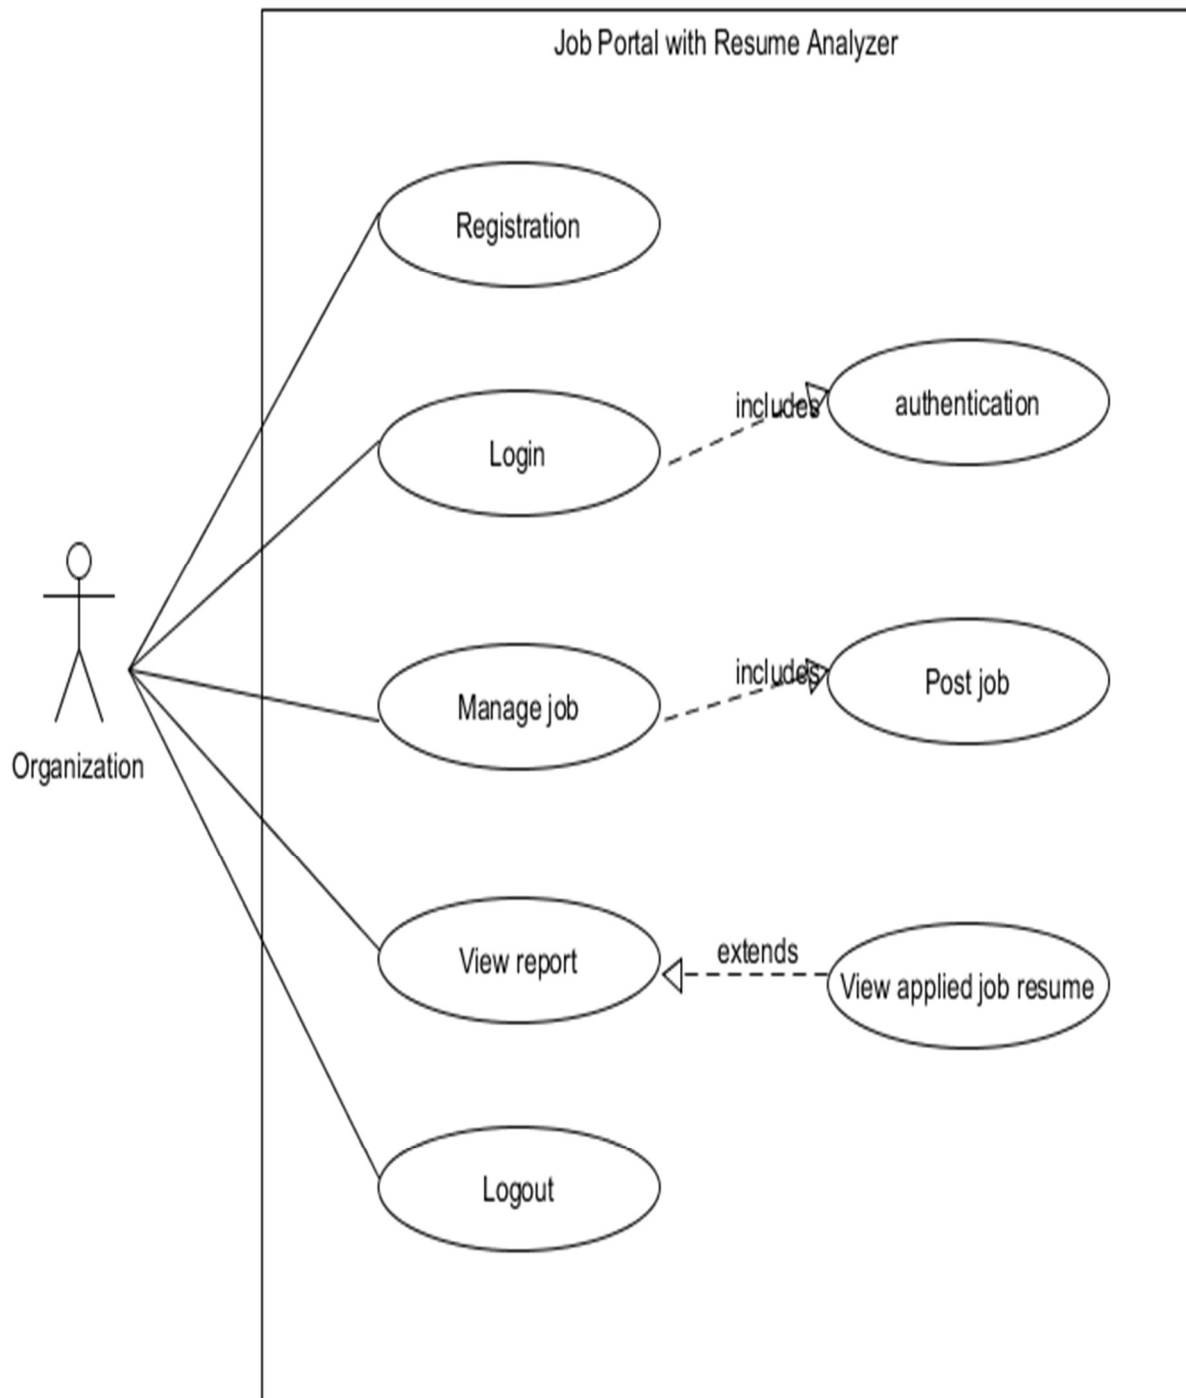 Job Portal with Resume Analyzer
Registration
includes
authentication
Login
includes
Post job
Manage job
Organization
extends
View report
View applied job resume
Logout